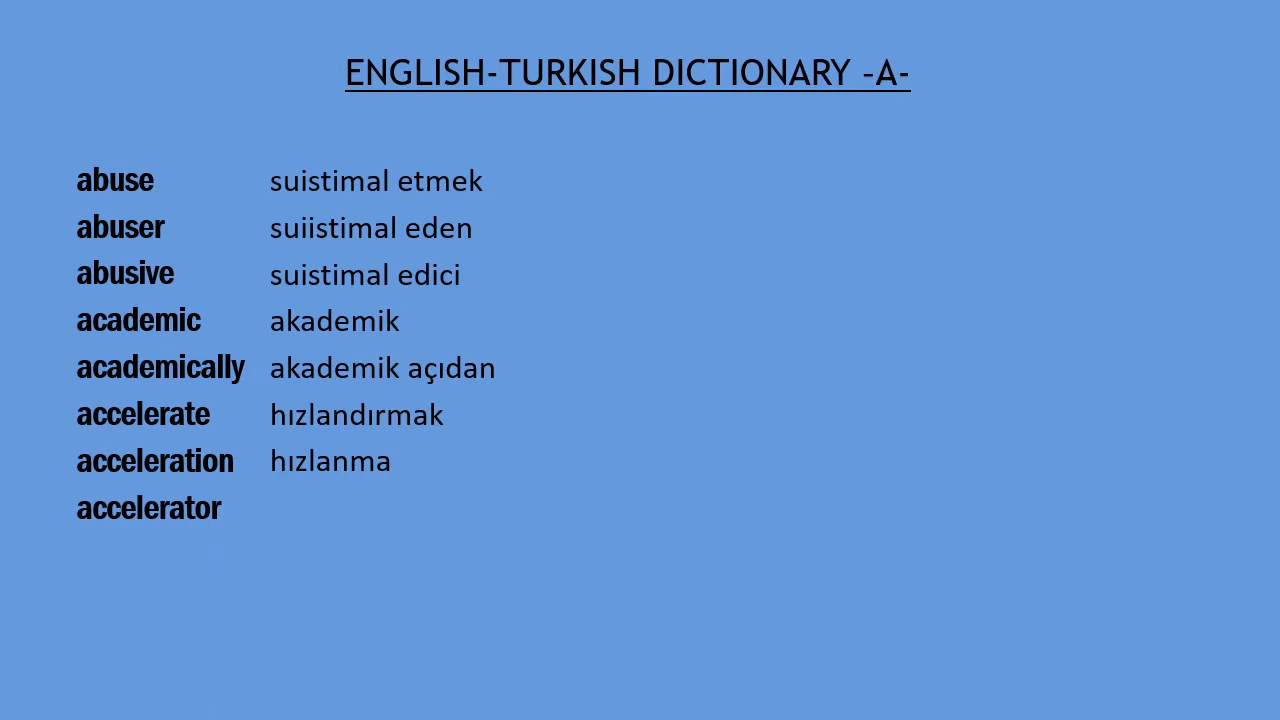 ENGLISH-TURKISH DICTIONARY –A-
abuse suistimal etmek
abuser suiistimal eden
abusive suistimal edici
academic akademik
academically akademik açıdan
accelerate hızlandırmak
acceleration hızlanma
accelerator